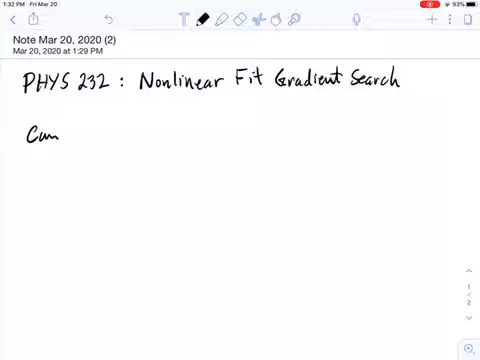 1:32 PM Fri Mar 20
93%
Note Mar 20, 2020 (2)
Mar 20, 2020 at 1:29 PM
PHYS 232 : Nonlinear Fit Gradient Search
Can
1
/
2